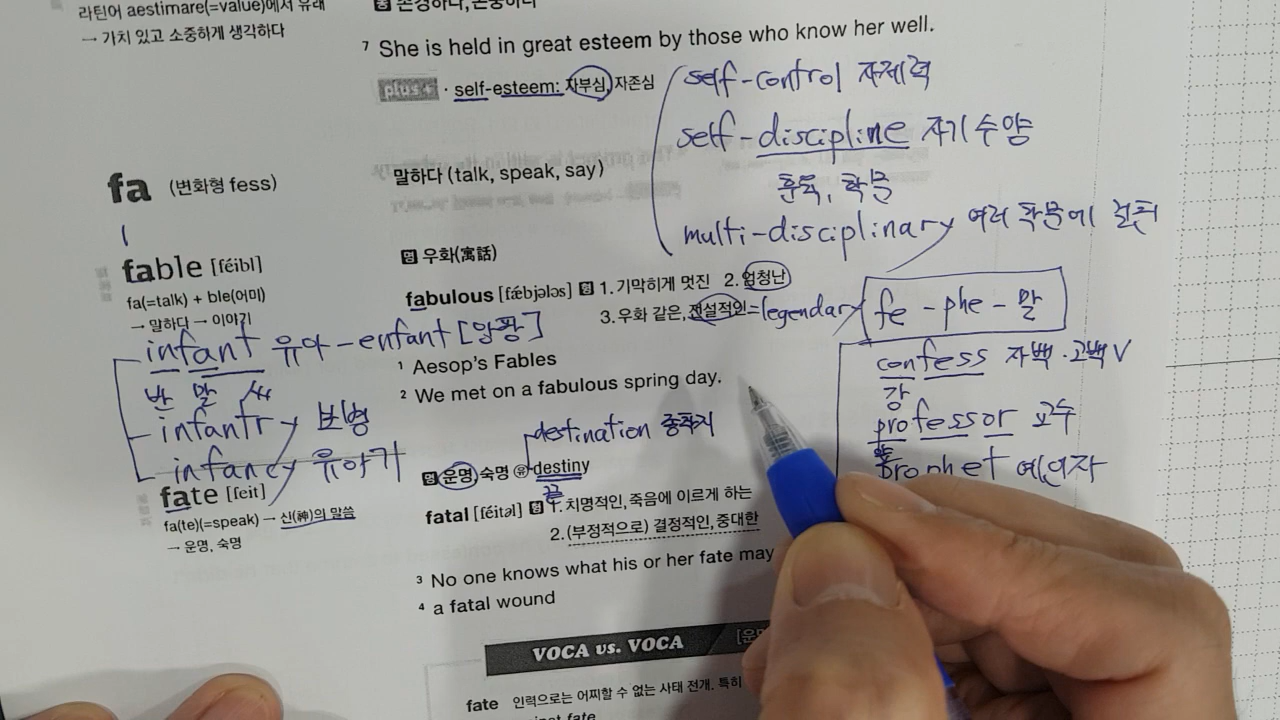 라틴어 aestimare(=value)에서 유래
→ 가치 있고 소중하게 생각하다
동 존경하다, 존중하다
7 She is held in great esteem by those who know her well.
plus+ · self-esteem: 자부심, 자존심
self-control 자제력
self-discipline 자기 수양
훈육, 학문
multi-disciplinary 여러 학문에 걸친
fa (변화형 fess)
말하다 (talk, speak, say)
fable [féibl]
fa(=talk) + ble(어미)
→ 말하다 → 이야기
명 우화(寓話)
fabulous [fǽbjələs] 형 1. 기막히게 멋진 2. 엄청난
3. 우화 같은, 전설적인 =legendary
fe - phe - 말
infant 유아 - enfant [앙팡]
반 말
infantry 보병
infancy 유아기
1 Aesop's Fables
2 We met on a fabulous spring day.
confess 자백·고백 V
강
professor 교수
prophet 예언자
destination 종착지
fate [feit]
fa(te)(=speak) → 신(神)의 말씀
→ 운명, 숙명
명 운명, 숙명 유 destiny
끝
fatal [féitəl] 형 1. 치명적인, 죽음에 이르게 하는
2. (부정적으로) 결정적인, 중대한
3 No one knows what his or her fate may
4 a fatal wound
VOCA vs. VOCA
fate 인력으로는 어찌할 수 없는 사태 전개. 특히
fate